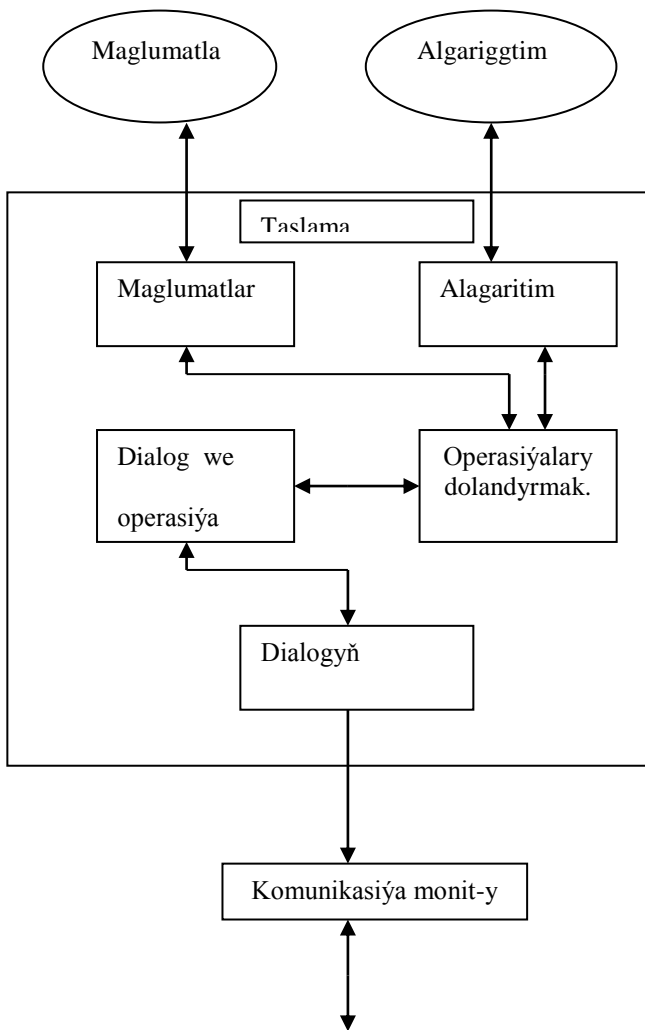 Maglumatla
Algariggtim
Taslama
Maglumatlar
Alagaritim
Dialog we
operasiýa
Operasiýalary
dolandyrmak.
Dialogyň
Komunikasiýa monit-y